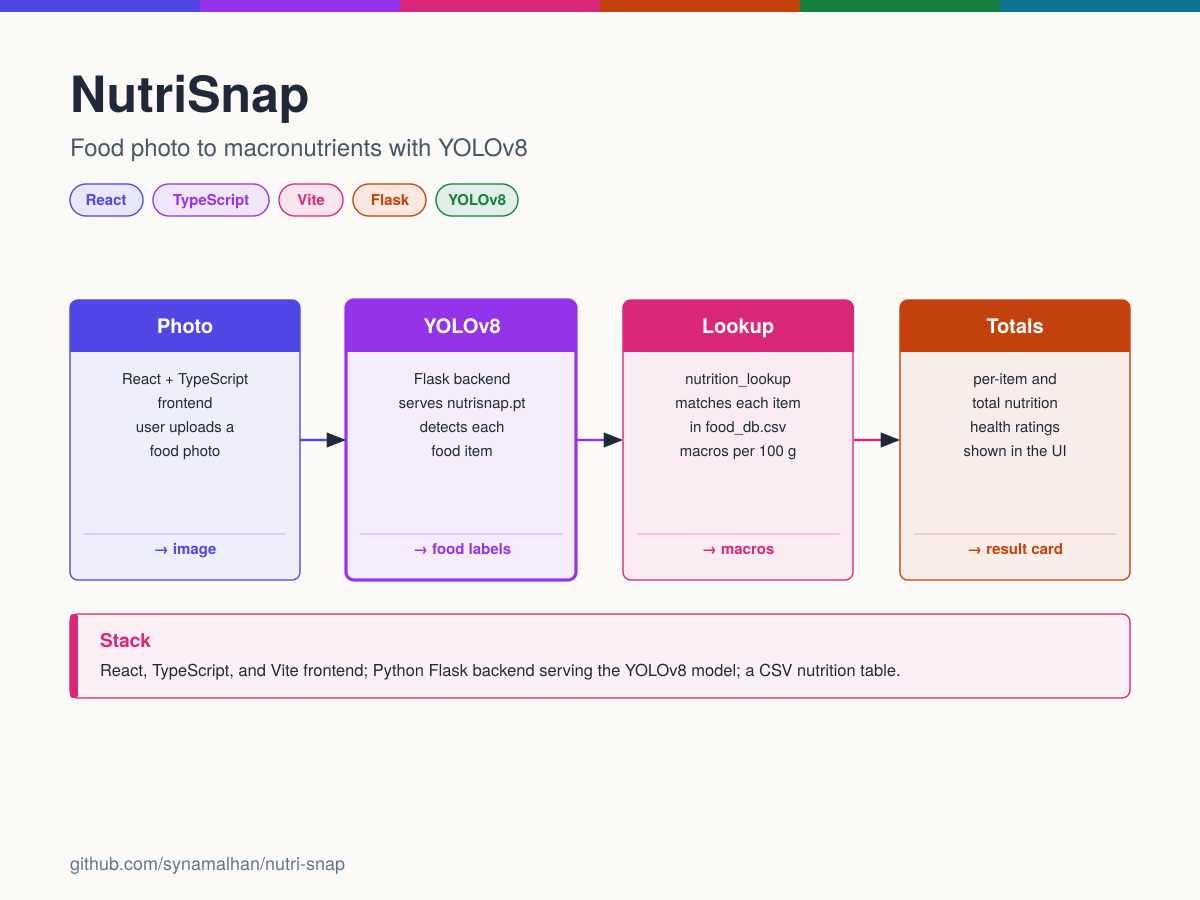 NutriSnap
Food photo to macronutrients with YOLOv8
React
TypeScript
Vite
Flask
YOLOv8
Photo
React + TypeScript
frontend
user uploads a
food photo
→ image
YOLOv8
Flask backend
serves nutrisnap.pt
detects each
food item
→ food labels
Lookup
nutrition_lookup
matches each item
in food_db.csv
macros per 100 g
→ macros
Totals
per-item and
total nutrition
health ratings
shown in the UI
→ result card
Stack
React, TypeScript, and Vite frontend; Python Flask backend serving the YOLOv8 model; a CSV nutrition table.
github.com/synamalhan/nutri-snap